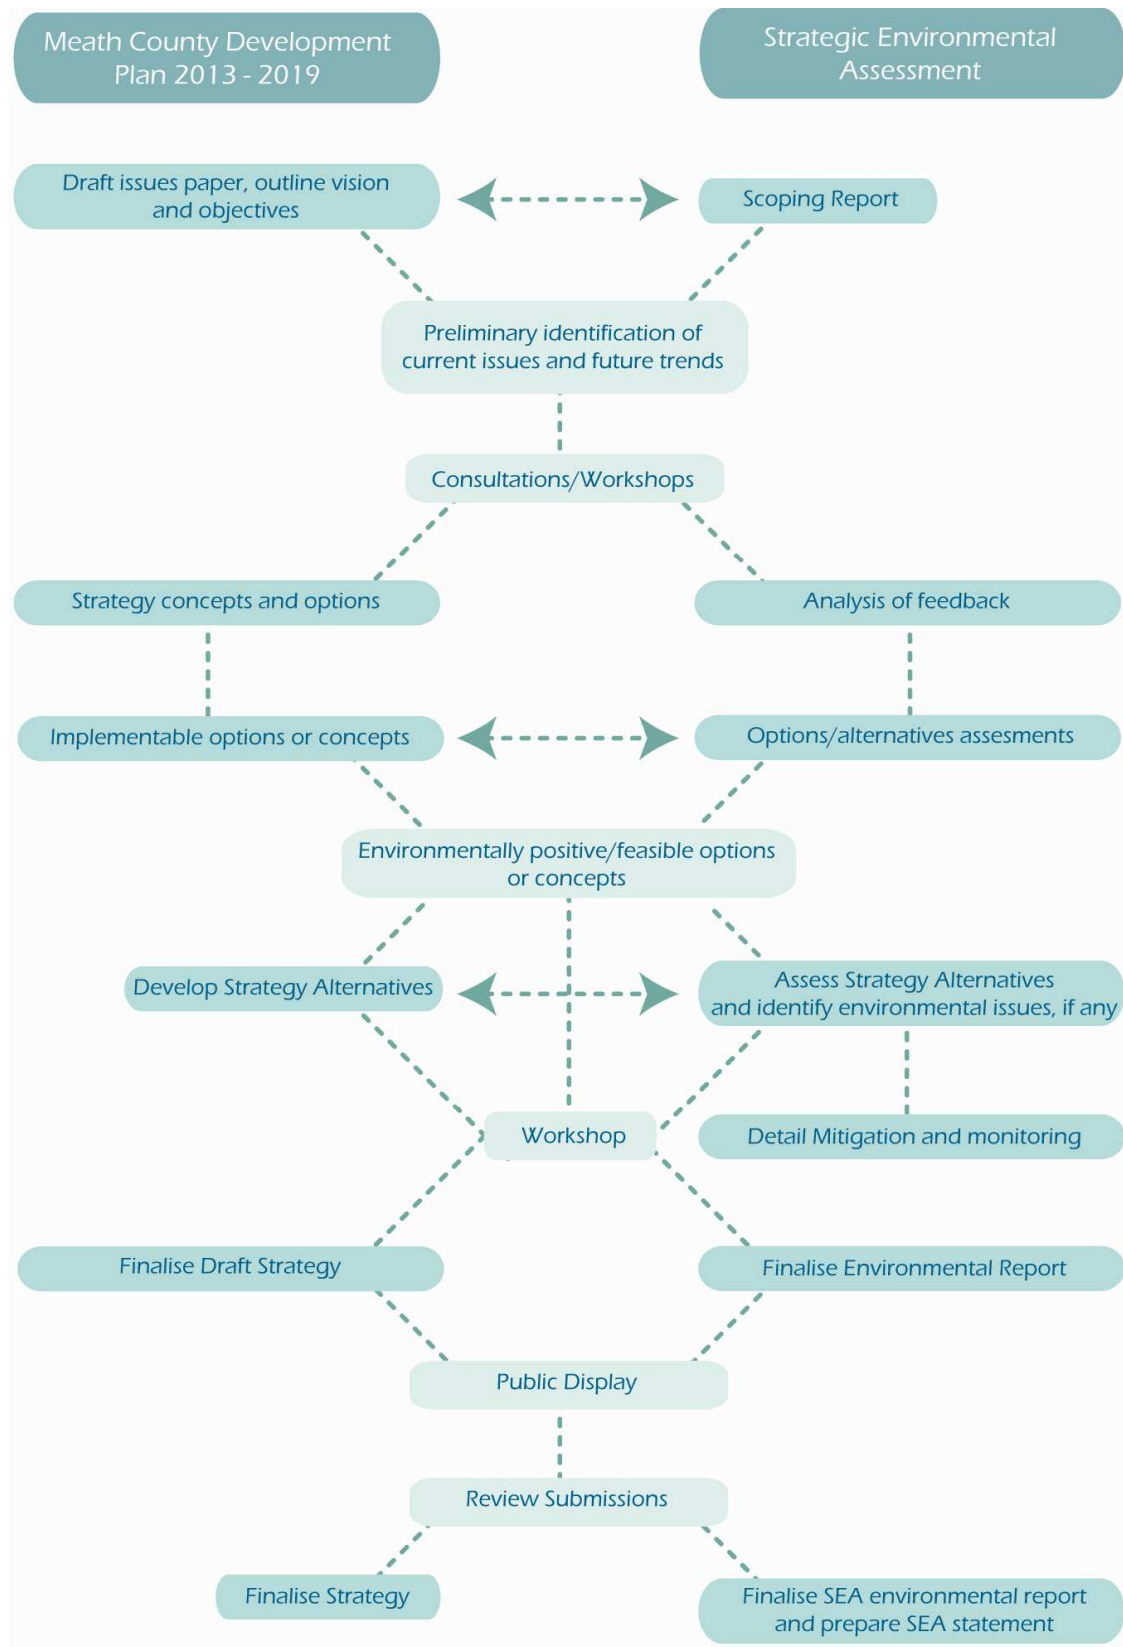 Meath County Development
Plan 2013 - 2019
Strategic Environmental
Assessment
Draft issues paper, outline vision
and objectives
Scoping Report
Preliminary identification of
current issues and future trends
Consultations/Workshops
Strategy concepts and options
Analysis of feedback
Implementable options or concepts
Options/alternatives assesments
Environmentally positive/feasible options
or concepts
Develop Strategy Alternatives
Assess Strategy Alternatives
and identify environmental issues, if any
Workshop
Detail Mitigation and monitoring
Finalise Draft Strategy
Finalise Environmental Report
Public Display
Review Submissions
Finalise Strategy
Finalise SEA environmental report
and prepare SEA statement